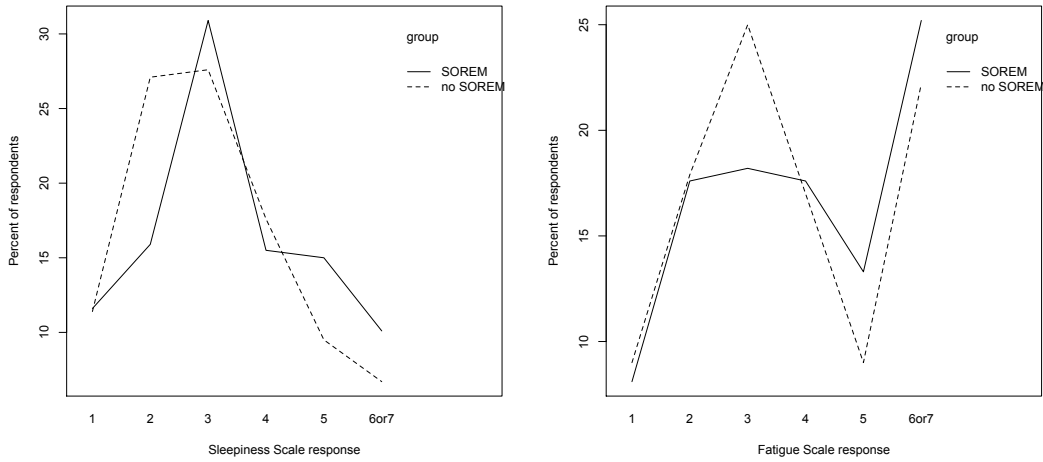 group
SOREM
no SOREM
Percent of respondents
30
25
20
15
10
1 2 3 4 5 6or7
Sleepiness Scale response
group
SOREM
no SOREM
Percent of respondents
25
20
15
10
1 2 3 4 5 6or7
Fatigue Scale response